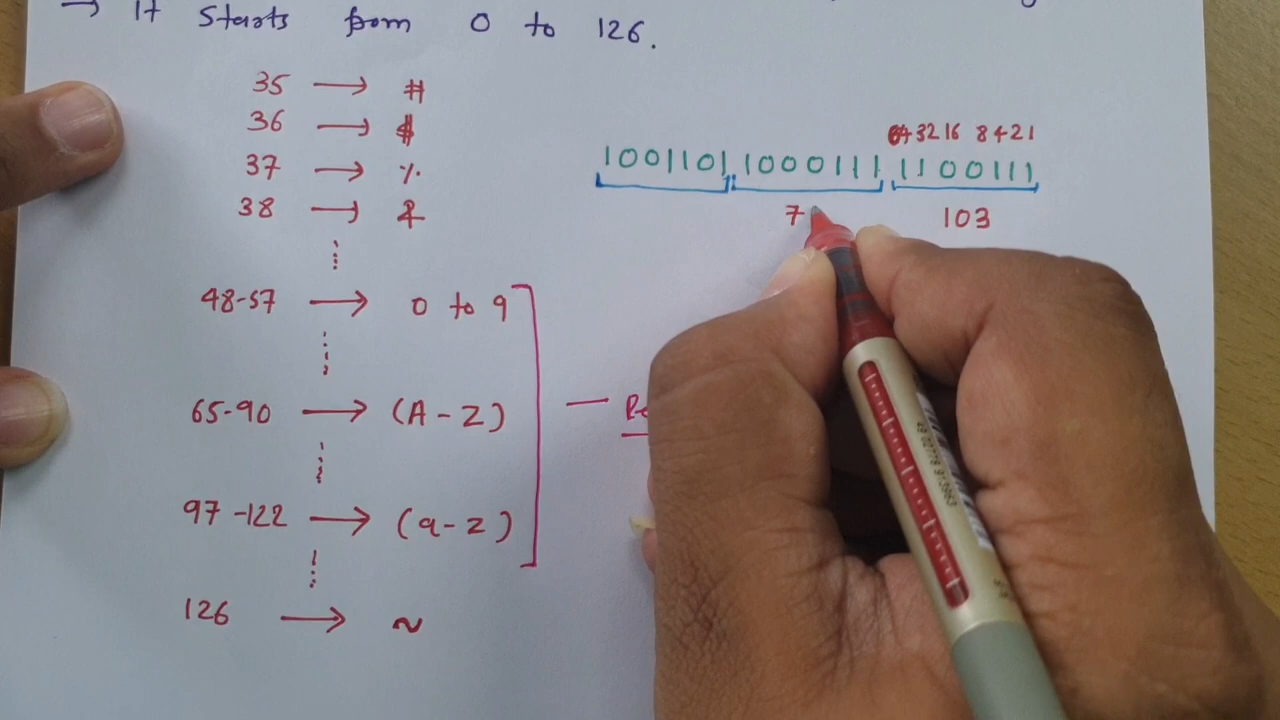 → It starts from 0 to 126.
35 → #
36 → $
37 → %
38 → &
48-57 → 0 to 9
65-90 → (A - Z)
97-122 → (a-z)
126 → ~
64 32 16 8 4 2 1
1001101 1000111 1100111
7 103